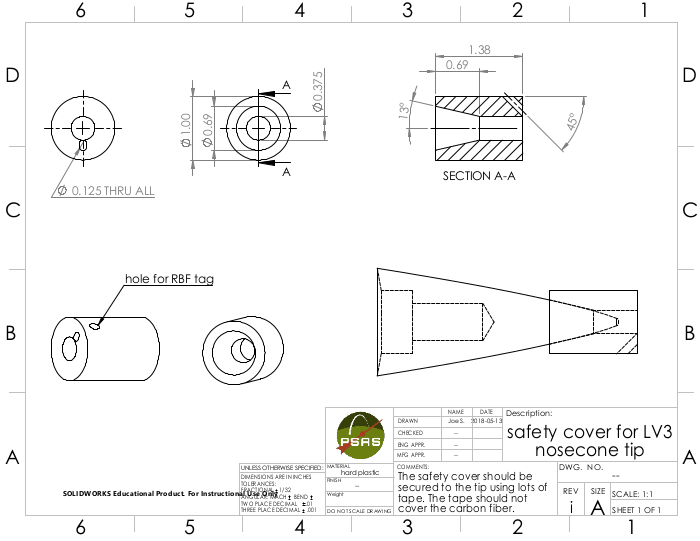 6 5 4 3 2 1
D D
1.38
0.69
A
Ø 0.375
Ø 1.00
Ø 0.69
13°
45°
A
SECTION A-A
Ø 0.125 THRU ALL
C C
hole for RBF tag
B B
NAME DATE
DRAWN Joe S. 2018-05-13
CHECKED --
ENG APPR. --
MFG APPR. --
Description:
safety cover for LV3
nosecone tip
PSAS
A A
UNLESS OTHERWISE SPECIFIED:
DIMENSIONS ARE IN INCHES
TOLERANCES:
FRACTIONAL ± 1/32
ANGULAR: MACH ± BEND ±
TWO PLACE DECIMAL ±.01
THREE PLACE DECIMAL ± .001
SOLIDWORKS Educational Product. For Instructional Use Only
MATERIAL
hard plastic
FINISH
--
Weight
DO NOT SCALE DRAWING
COMMENTS:
The safety cover should be
secured to the tip using lots of
tape. The tape should not
cover the carbon fiber.
DWG. NO.
--
REV
i
SIZE
A
SCALE: 1:1
SHEET 1 OF 1
6 5 4 3 2 1